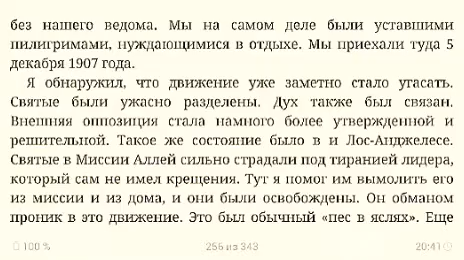 без нашего ведома. Мы на самом деле были уставшими
пилигримами, нуждающимися в отдыхе. Мы приехали туда 5
декабря 1907 года.
Я обнаружил, что движение уже заметно стало угасать.
Святые были ужасно разделены. Дух также был связан.
Внешняя оппозиция стала намного более утвержденной и
решительной. Такое же состояние было в и Лос-Анджелесе.
Святые в Миссии Аллей сильно страдали под тиранией лидера,
который сам не имел крещения. Тут я помог им вымолить его
из миссии и из дома, и они были освобождены. Он обманом
проник в это движение. Это был обычный «пес в яслях». Еще
100 % 256 из 343 20:41